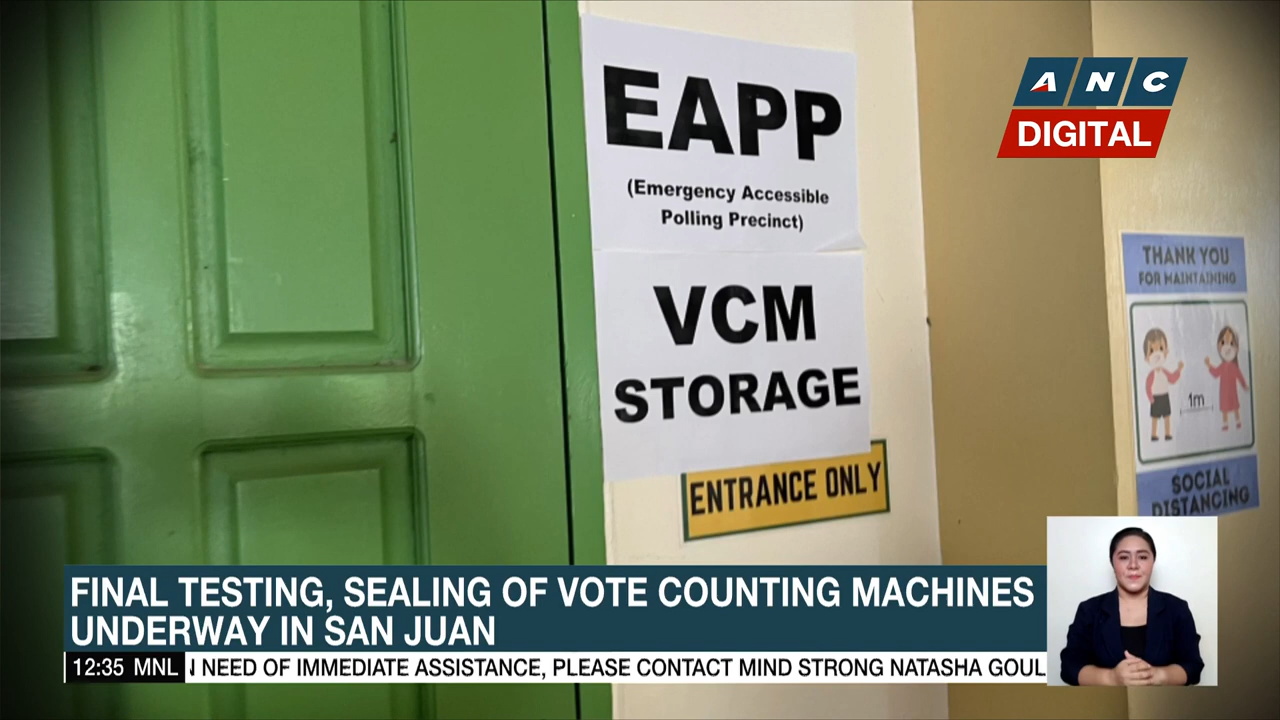 ANC
DIGITAL
EAPP
(Emergency Accessible
Polling Precinct)
VCM
STORAGE
ENTRANCE ONLY
THANK YOU
FOR MAINTAINING
1m
SOCIAL
DISTANCING
FINAL TESTING, SEALING OF VOTE COUNTING MACHINES
UNDERWAY IN SAN JUAN
12:35 MNL NEED OF IMMEDIATE ASSISTANCE, PLEASE CONTACT MIND STRONG NATASHA GOUL